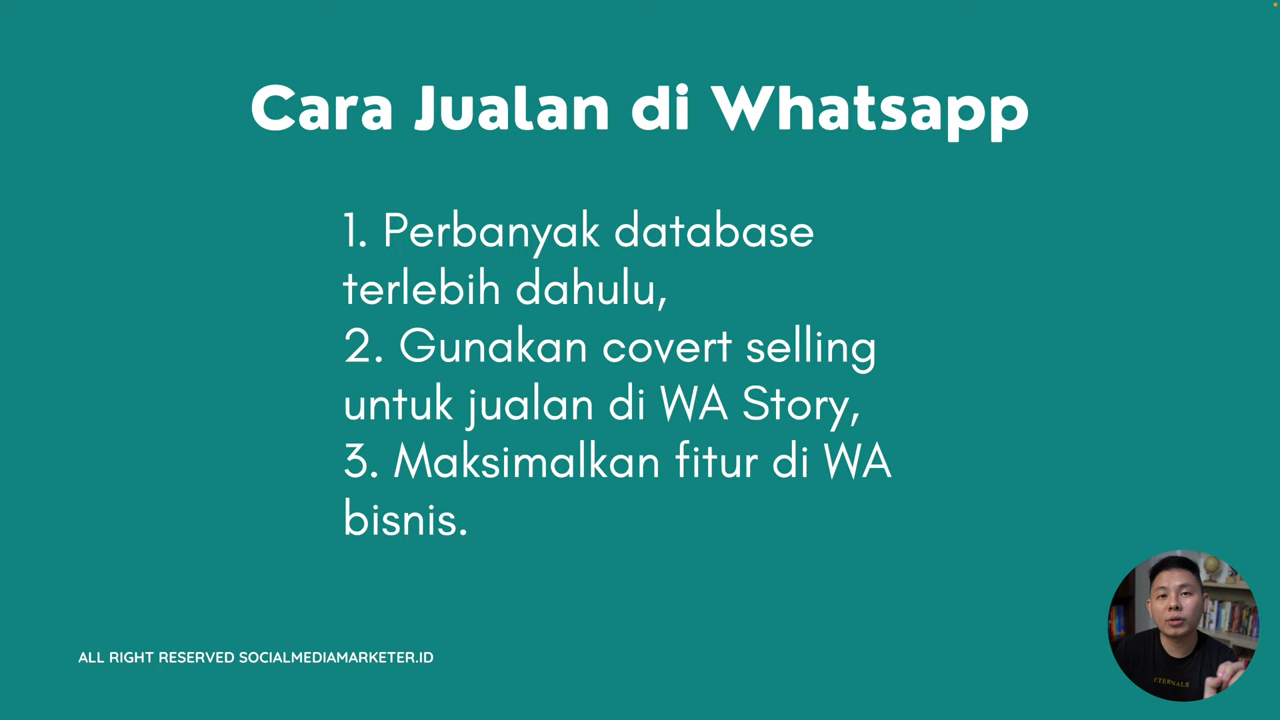 Cara Jualan di Whatsapp
1. Perbanyak database
terlebih dahulu,
2. Gunakan covert selling
untuk jualan di WA Story,
3. Maksimalkan fitur di WA
bisnis.
ALL RIGHT RESERVED SOCIALMEDIAMARKETER.ID
ETERNALS